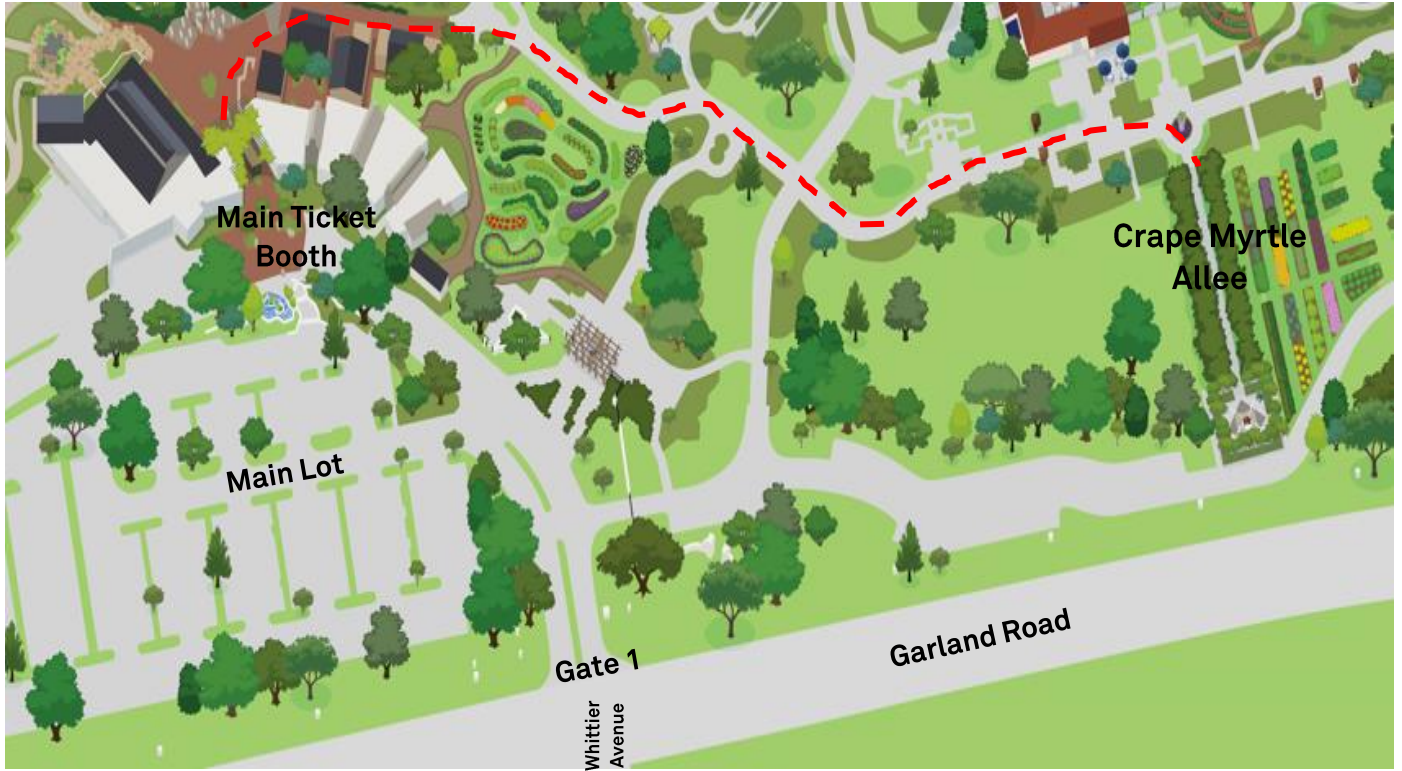 Main Ticket
Booth
Crape Myrtle
Allee
Main Lot
Garland Road
Gate 1
Whittier
Avenue